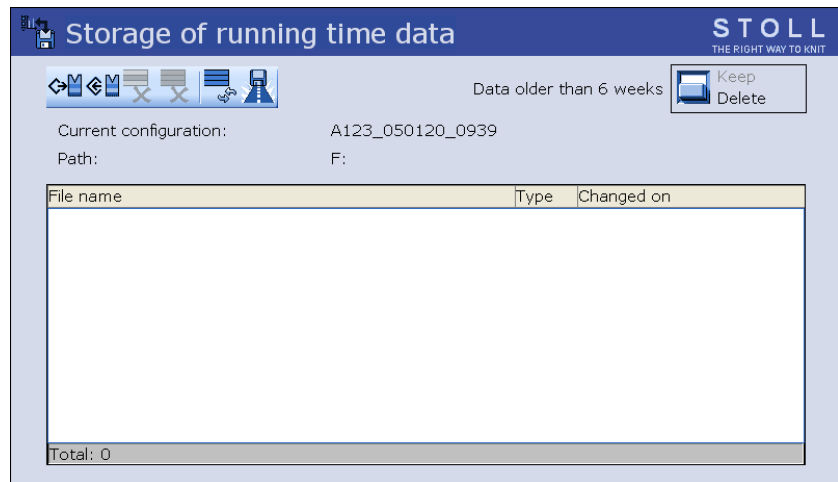 Storage of running time data
STOLL
THE RIGHT WAY TO KNIT
Data older than 6 weeks
Keep
Delete
Current configuration: A123_050120_0939
Path: F:
File name Type Changed on
Total: 0